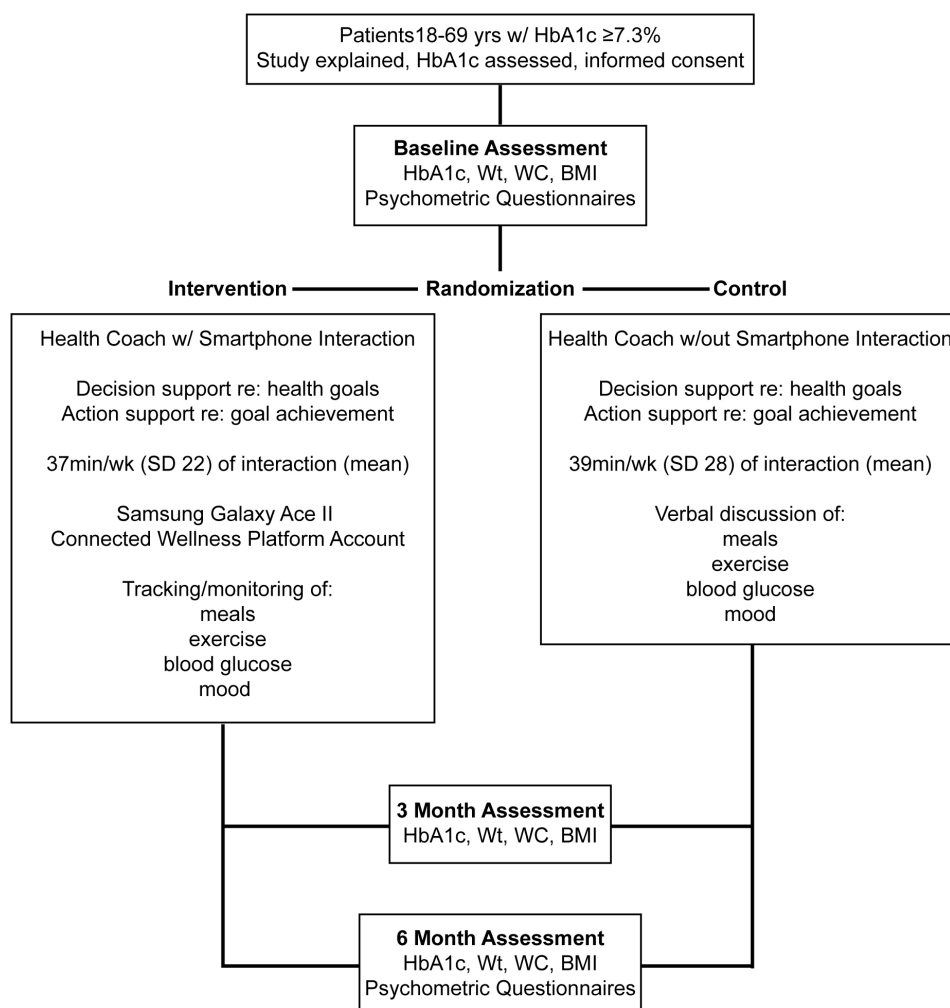 Patients18-69 yrs w/ HbA1c ≥7.3%
Study explained, HbA1c assessed, informed consent
Baseline Assessment
HbA1c, Wt, WC, BMI
Psychometric Questionnaires
Intervention Randomization Control
Health Coach w/ Smartphone Interaction
Decision support re: health goals
Action support re: goal achievement
37min/wk (SD 22) of interaction (mean)
Samsung Galaxy Ace II
Connected Wellness Platform Account
Tracking/monitoring of:
meals
exercise
blood glucose
mood
Health Coach w/out Smartphone Interaction
Decision support re: health goals
Action support re: goal achievement
39min/wk (SD 28) of interaction (mean)
Verbal discussion of:
meals
exercise
blood glucose
mood
3 Month Assessment
HbA1c, Wt, WC, BMI
6 Month Assessment
HbA1c, Wt, WC, BMI
Psychometric Questionnaires